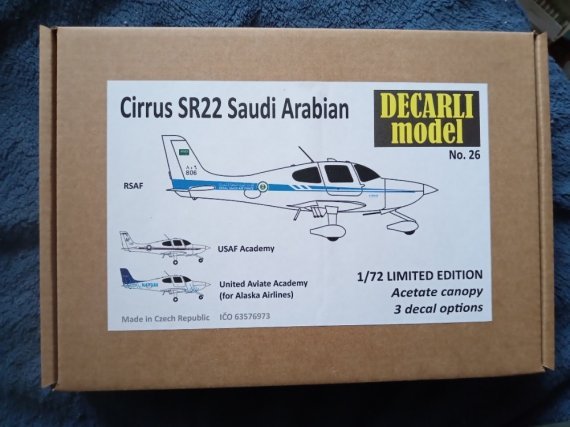 Cirrus SR22 Saudi Arabian
DECARLI
model
No. 26
806
RSAF
USAF Academy
United Aviate Academy
(for Alaska Airlines)
1/72 LIMITED EDITION
Acetate canopy
3 decal options
Made in Czech Republic IČO 63576973